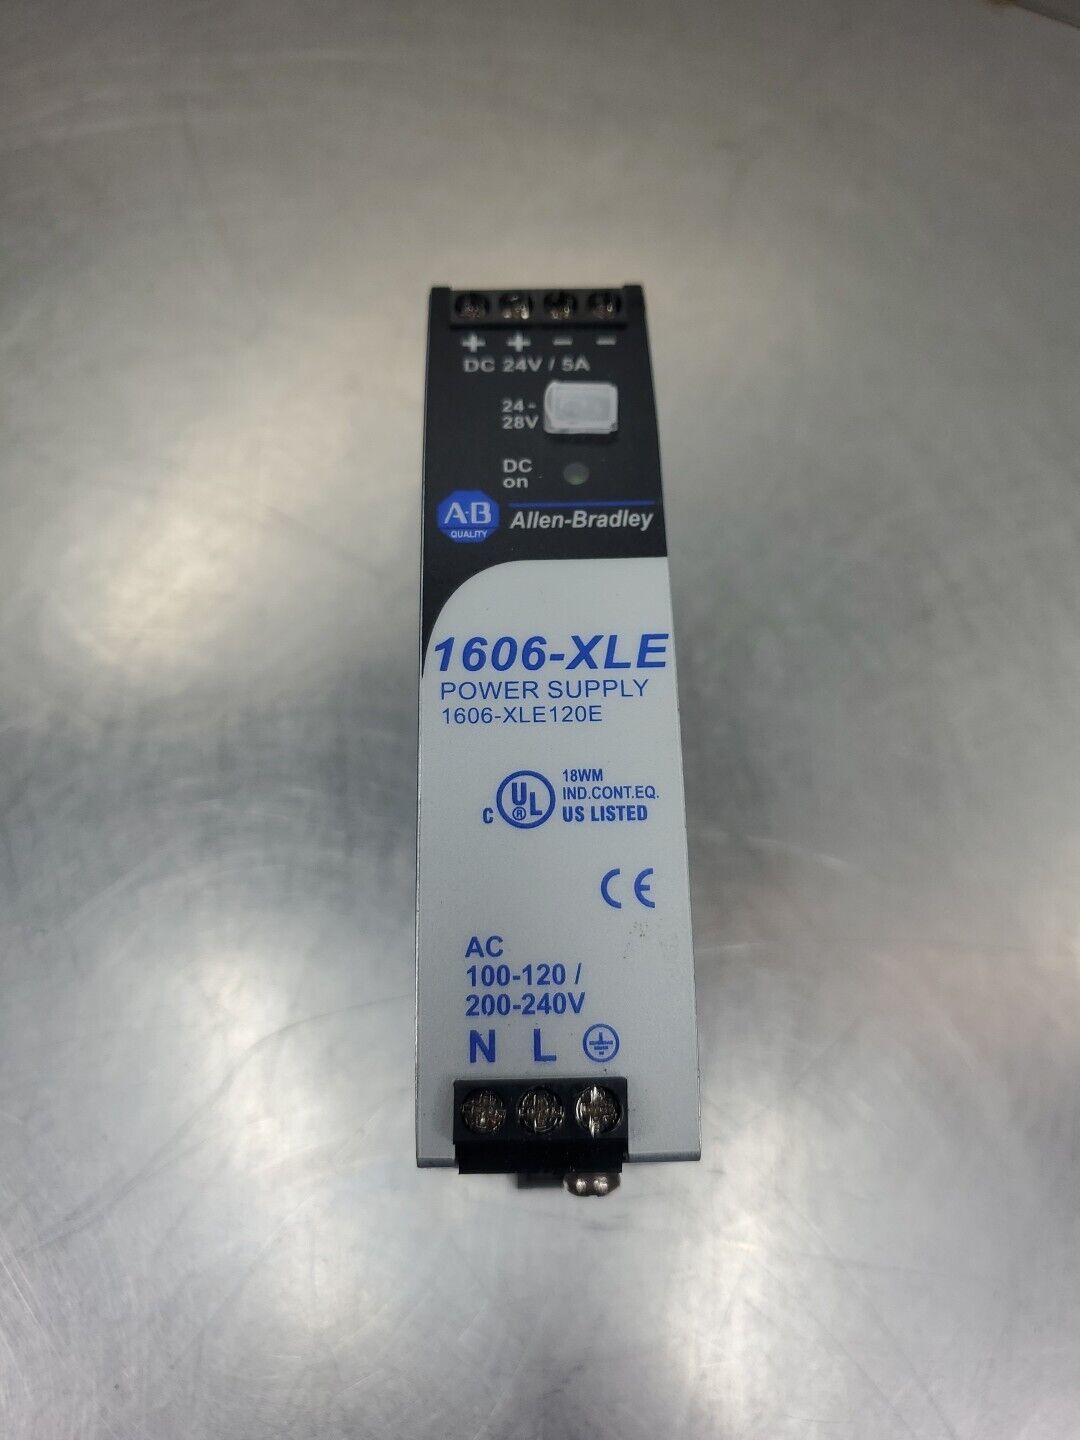 + + − −
DC 24V / 5A
24 -
28V
DC
on
A-B
QUALITY
Allen-Bradley
1606-XLE
POWER SUPPLY
1606-XLE120E
C UL ®
18WM
IND.CONT.EQ.
US LISTED
CE
AC
100-120 /
200-240V
N L